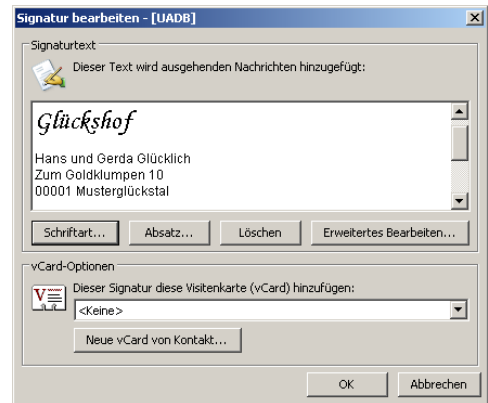 Signatur bearbeiten - [UADB]
Signaturtext
Dieser Text wird ausgehenden Nachrichten hinzugefügt:
Glückshof
Hans und Gerda Glücklich
Zum Goldklumpen 10
00001 Musterglückstal
Schriftart... Absatz... Löschen Erweitertes Bearbeiten...
vCard-Optionen
Dieser Signatur diese Visitenkarte (vCard) hinzufügen:
<Keine>
Neue vCard von Kontakt...
OK Abbrechen